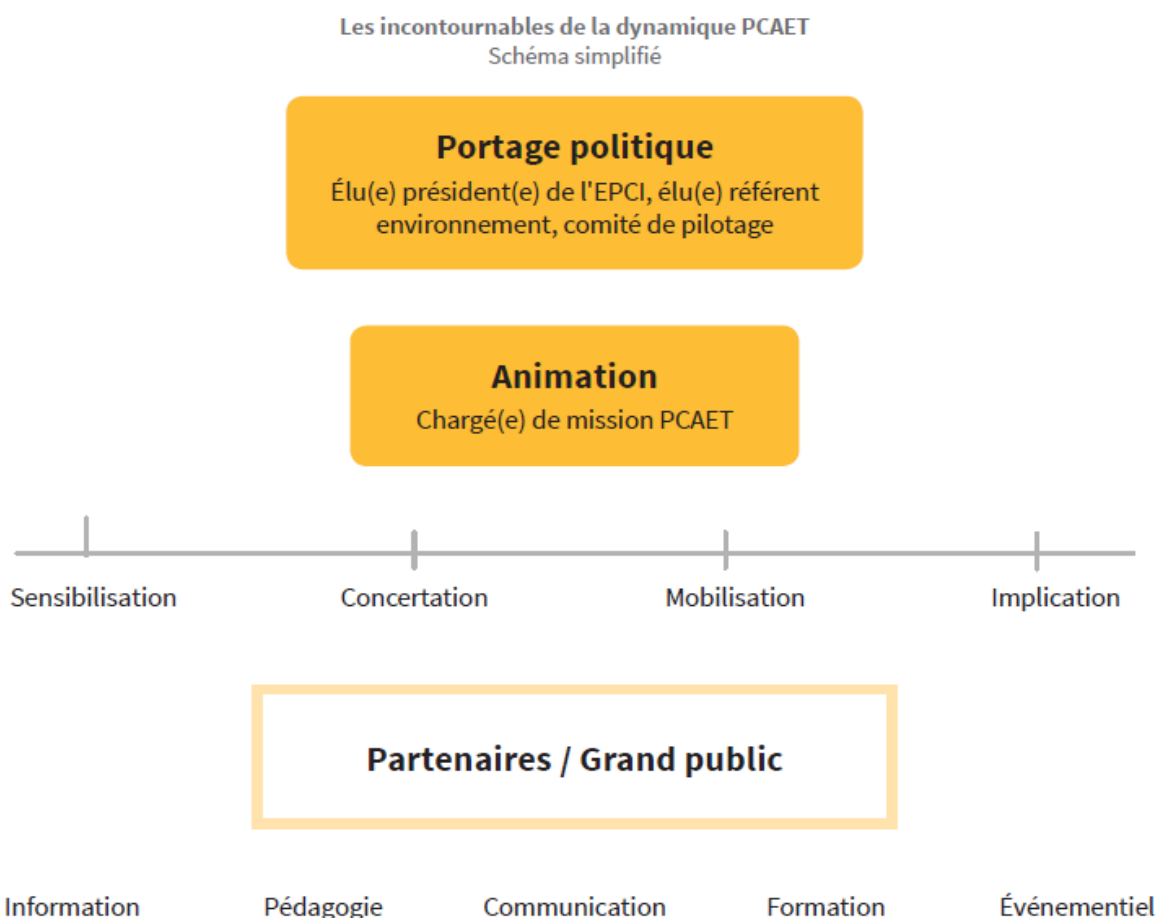 Les incontournables de la dynamique PCAET
Schéma simplifié
Portage politique
Élu(e) président(e) de l'EPCI, élu(e) référent
environnement, comité de pilotage
Animation
Chargé(e) de mission PCAET
Sensibilisation Concertation Mobilisation Implication
Partenaires / Grand public
Information Pédagogie Communication Formation Événementiel